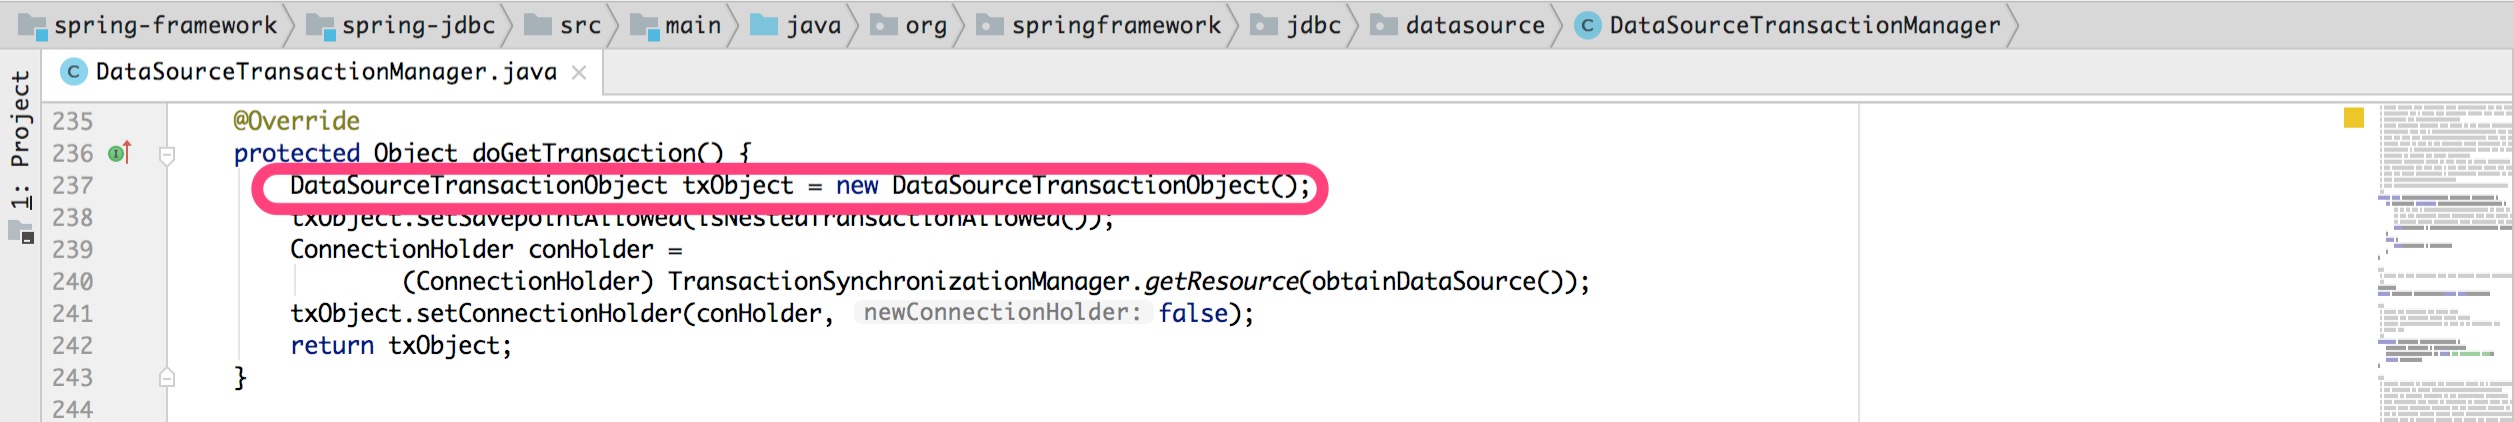 spring-framework spring-jdbc src main java org springframework jdbc datasource C DataSourceTransactionManager
C DataSourceTransactionManager.java ×
1: Project
235 @Override
236 protected Object doGetTransaction() {
237 DataSourceTransactionObject txObject = new DataSourceTransactionObject();
238 txObject.setSavepointAllowed(isNestedTransactionAllowed());
239 ConnectionHolder conHolder =
240 (ConnectionHolder) TransactionSynchronizationManager.getResource(obtainDataSource());
241 txObject.setConnectionHolder(conHolder, newConnectionHolder: false);
242 return txObject;
243 }
244